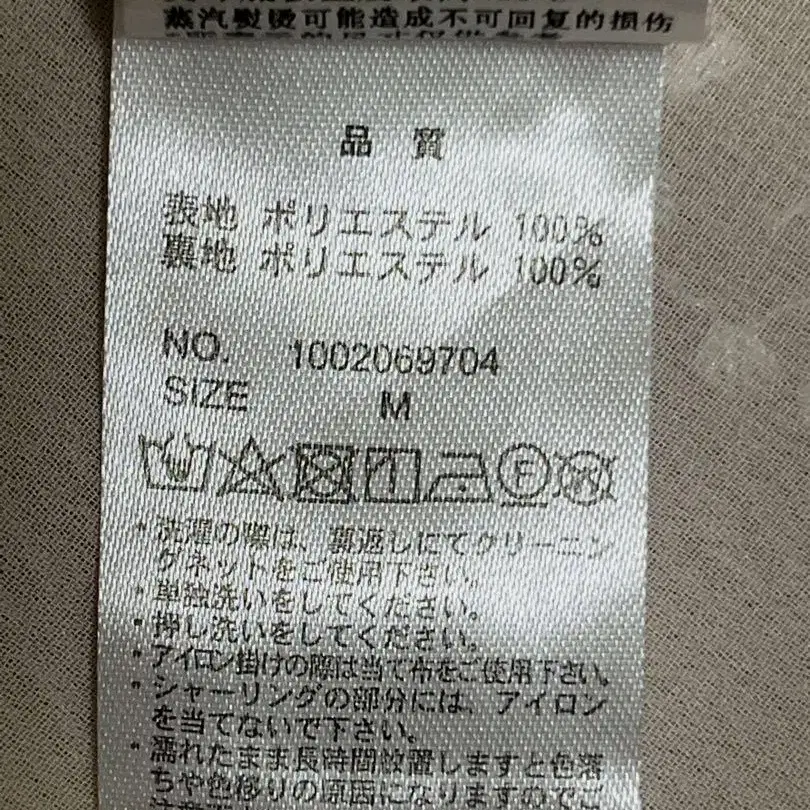 蒸汽熨烫可能造成不可回复的损伤
品 質
表地 ポリエステル 100%
裏地 ポリエステル 100%
NO. 1002069704
SIZE M
F W
・洗濯の際は、裏返しにてクリーニン
グネットをご使用下さい。
・単独洗いをしてください。
・押し洗いをしてください。
・アイロン掛けの際は当て布をご使用下さい。
・シャーリングの部分には、アイロン
を当てないで下さい。
・濡れたまま長時間放置しますと色落
ちや色移りの原因になりますのでご